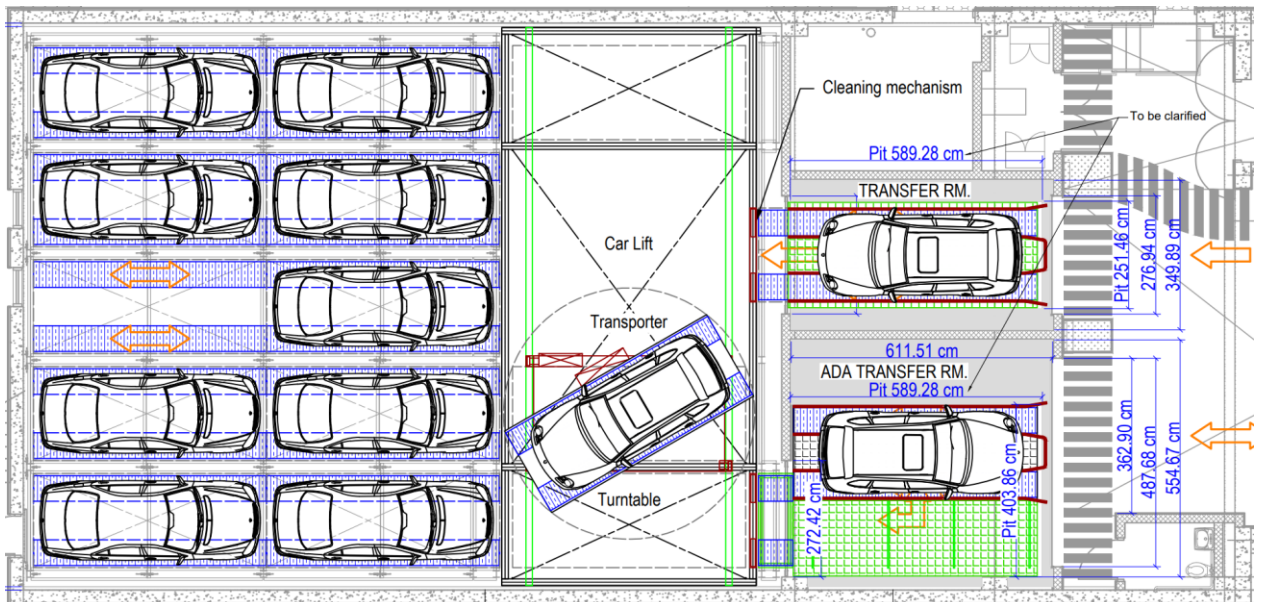 Cleaning mechanism
To be clarified
Pit 589.28 cm
TRANSFER RM.
Car Lift
Pit 251.46 cm
276.94 cm
349.89 cm
Transporter
611.51 cm
ADA TRANSFER RM.
Pit 589.28 cm
Turntable
272.42 cm
Pit 403.86 cm
362.90 cm
487.68 cm
554.67 cm